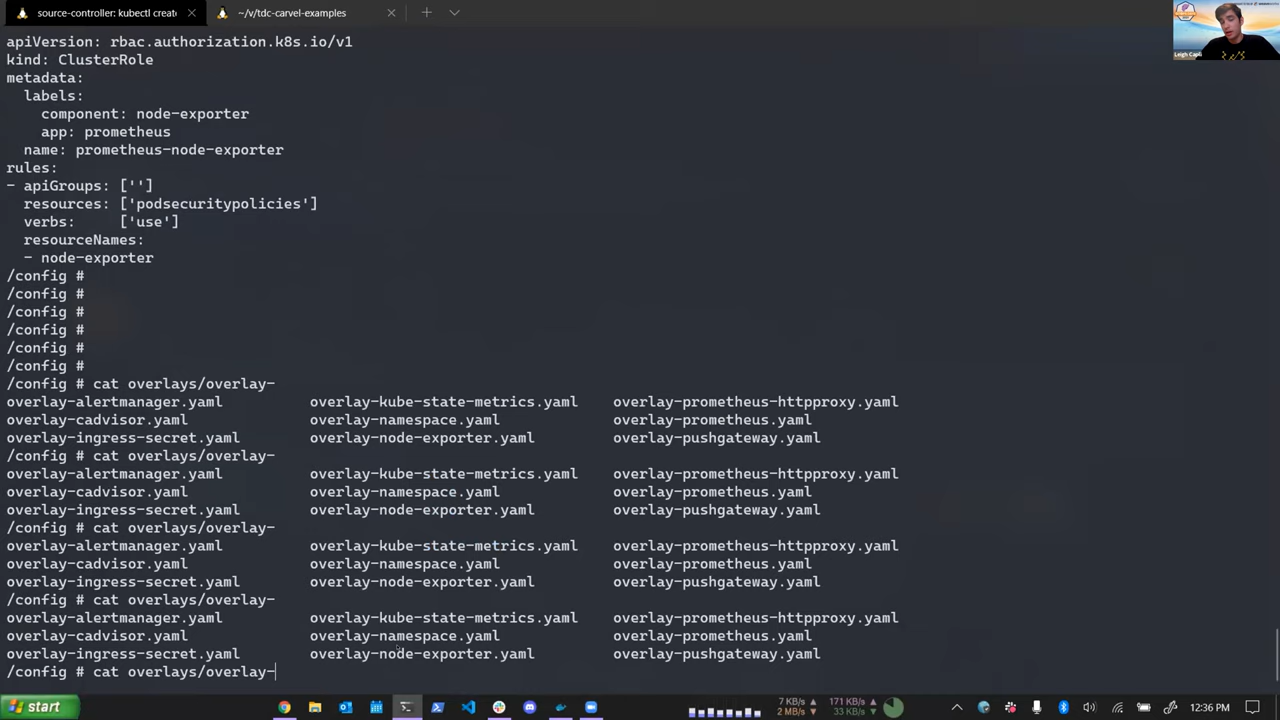 source-controller: kubectl create
~/v/tdc-carvel-examples
apiVersion: rbac.authorization.k8s.io/v1
kind: ClusterRole
metadata:
  labels:
    component: node-exporter
    app: prometheus
  name: prometheus-node-exporter
rules:
- apiGroups: ['']
  resources: ['podsecuritypolicies']
  verbs:     ['use']
  resourceNames:
  - node-exporter
/config #
/config #
/config #
/config #
/config #
/config #
/config # cat overlays/overlay-
overlay-alertmanager.yaml          overlay-kube-state-metrics.yaml    overlay-prometheus-httpproxy.yaml
overlay-cadvisor.yaml              overlay-namespace.yaml             overlay-prometheus.yaml
overlay-ingress-secret.yaml        overlay-node-exporter.yaml         overlay-pushgateway.yaml
/config # cat overlays/overlay-
overlay-alertmanager.yaml          overlay-kube-state-metrics.yaml    overlay-prometheus-httpproxy.yaml
overlay-cadvisor.yaml              overlay-namespace.yaml             overlay-prometheus.yaml
overlay-ingress-secret.yaml        overlay-node-exporter.yaml         overlay-pushgateway.yaml
/config # cat overlays/overlay-
overlay-alertmanager.yaml          overlay-kube-state-metrics.yaml    overlay-prometheus-httpproxy.yaml
overlay-cadvisor.yaml              overlay-namespace.yaml             overlay-prometheus.yaml
overlay-ingress-secret.yaml        overlay-node-exporter.yaml         overlay-pushgateway.yaml
/config # cat overlays/overlay-
overlay-alertmanager.yaml          overlay-kube-state-metrics.yaml    overlay-prometheus-httpproxy.yaml
overlay-cadvisor.yaml              overlay-namespace.yaml             overlay-prometheus.yaml
overlay-ingress-secret.yaml        overlay-node-exporter.yaml         overlay-pushgateway.yaml
/config # cat overlays/overlay-
Leigh
start
7 KB/s 171 KB/s
2 MB/s 33 KB/s
12:36 PM